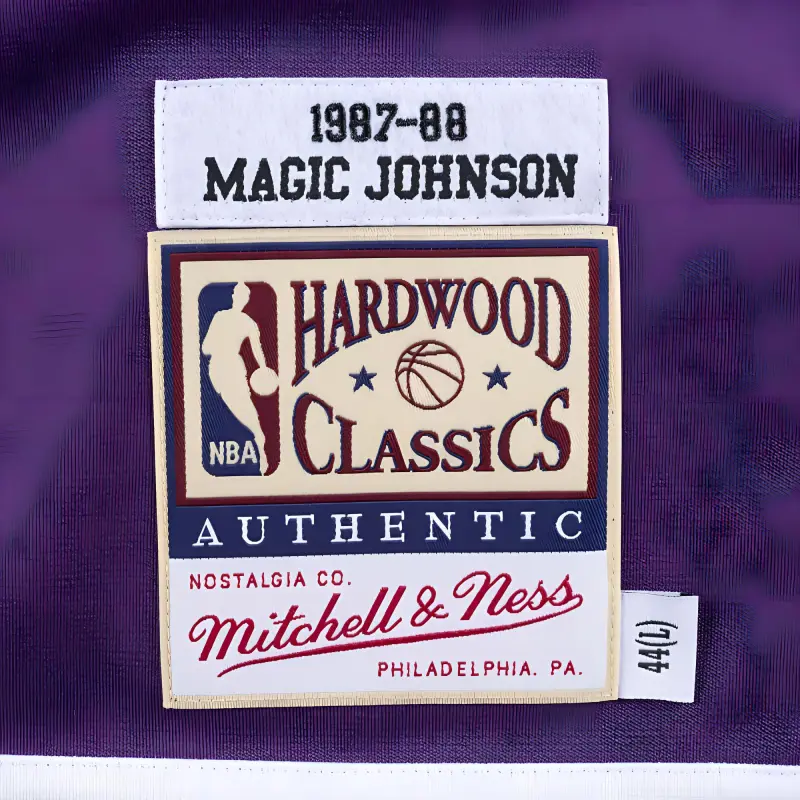 1987-88
MAGIC JOHNSON
HARDWOOD
CLASSICS
NBA
AUTHENTIC
NOSTALGIA CO.
Mitchell & Ness
PHILADELPHIA. PA.
44(L)